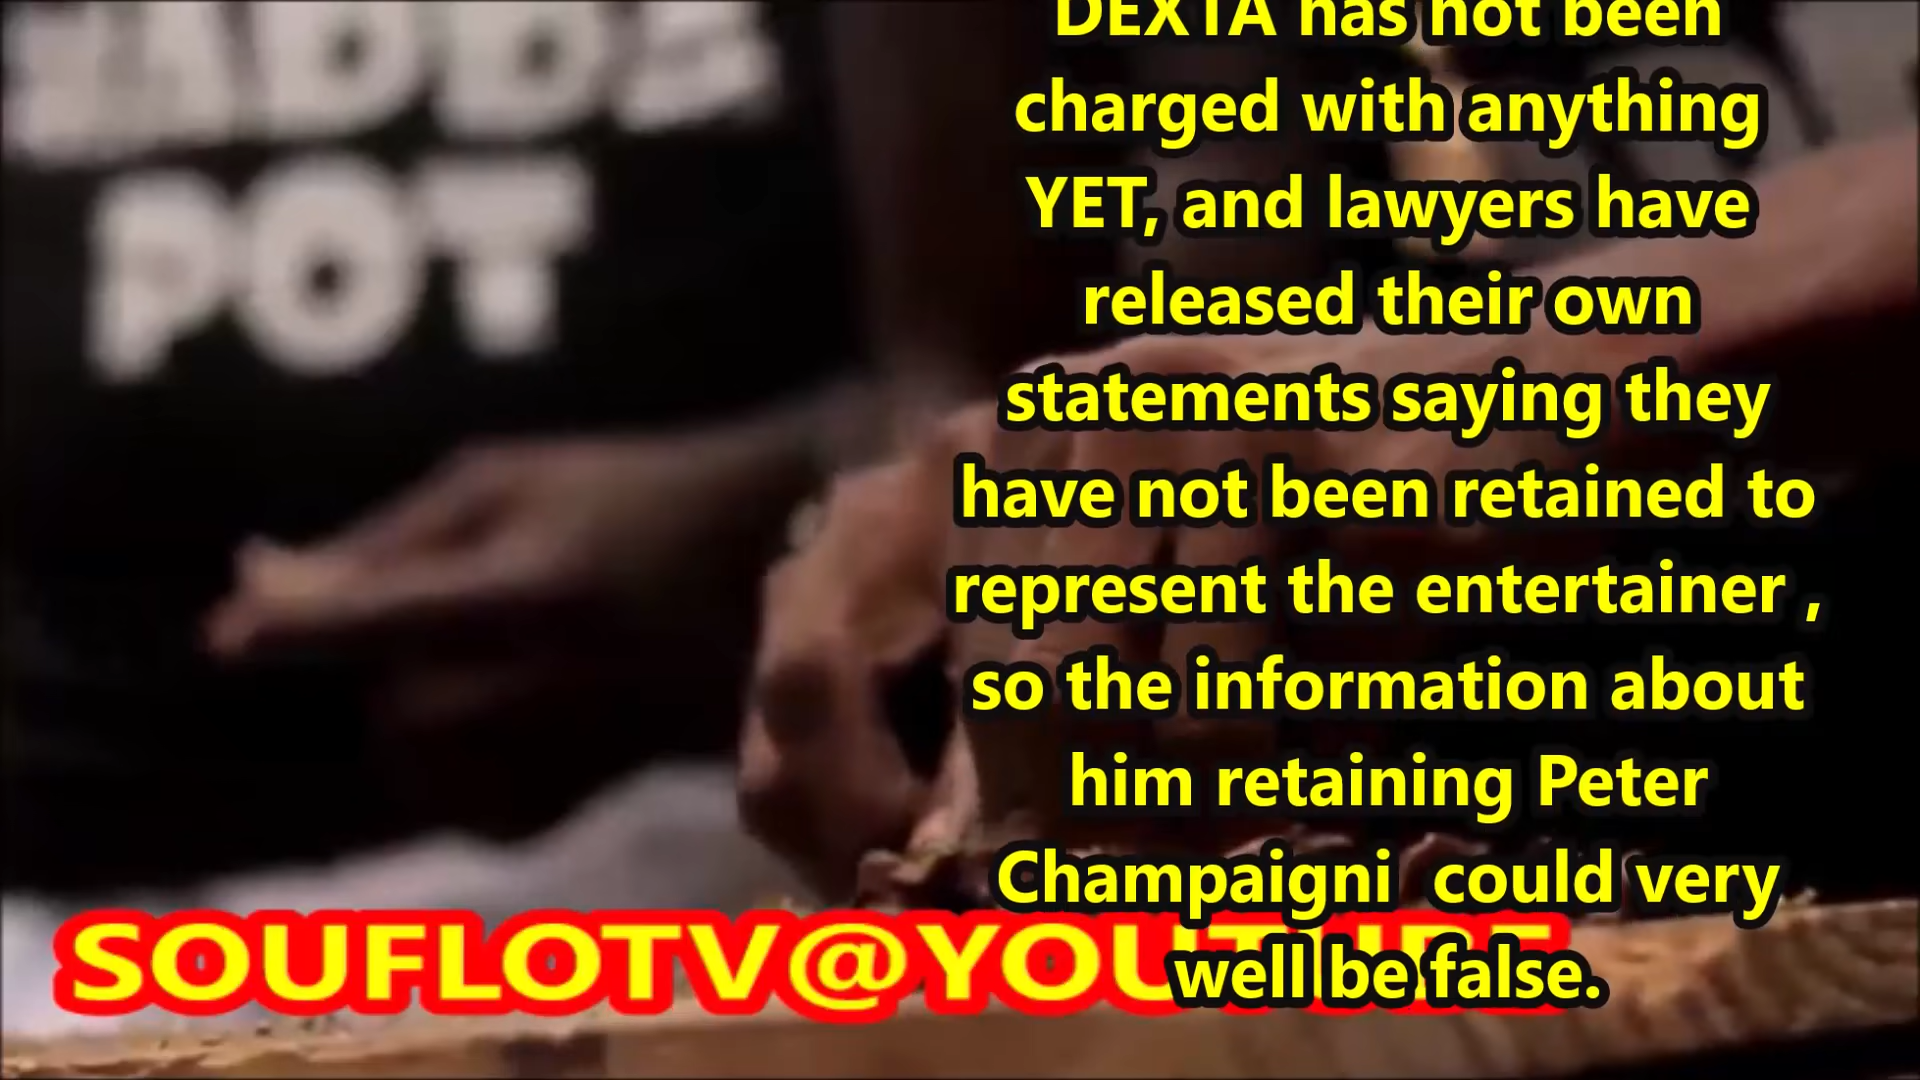 POT
DEXTA has not been
charged with anything
YET, and lawyers have
released their own
statements saying they
have not been retained to
represent the entertainer ,
so the information about
him retaining Peter
Champaigni  could very
well be false.
SOUFLOTV@YOUTUBE